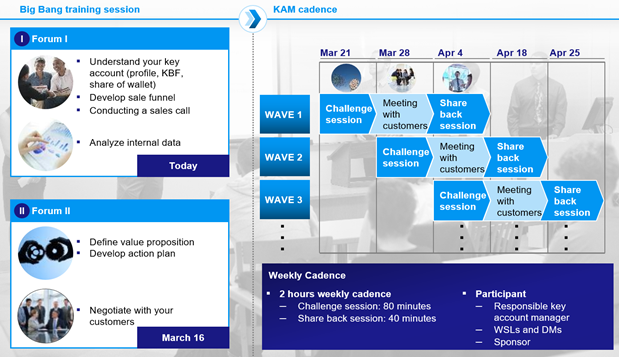 Big Bang training session
KAM cadence
I Forum I
Understand your key
account (profile, KBF,
share of wallet)
Develop sale funnel
Conducting a sales call
Analyze internal data
Today
II Forum II
Define value proposition
Develop action plan
Negotiate with your
customers
March 16
Mar 21 Mar 28 Apr 4 Apr 18 Apr 25
WAVE 1
Challenge
session
Meeting
with
customers
Share
back
session
WAVE 2
Challenge
session
Meeting
with
customers
Share
back
session
WAVE 3
Challenge
session
Meeting
with
customers
Share
back
session
Weekly Cadence
2 hours weekly cadence
– Challenge session: 80 minutes
– Share back session: 40 minutes
Participant
– Responsible key
account manager
– WSLs and DMs
– Sponsor